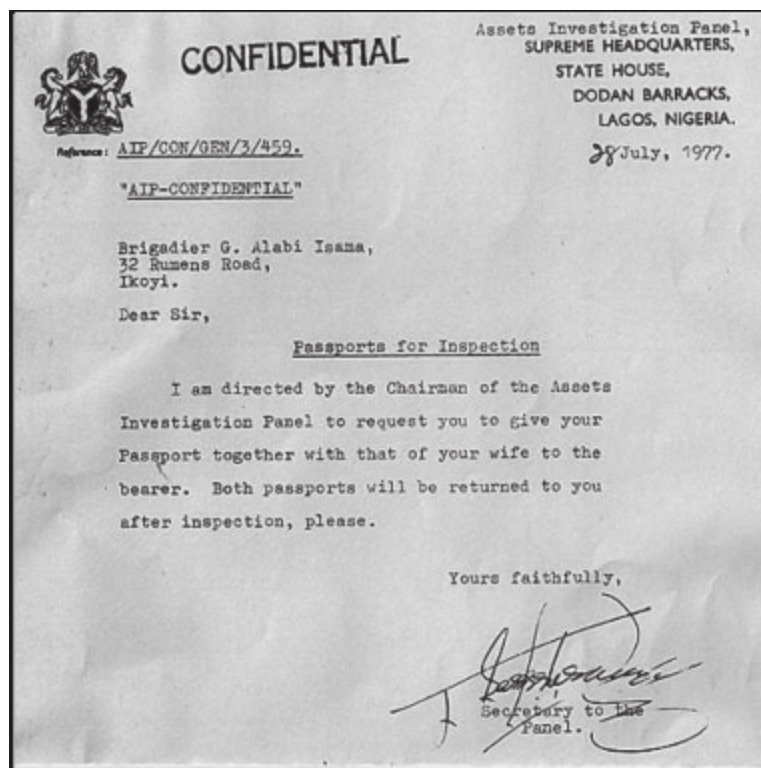 CONFIDENTIAL
Assets Investigation Panel,
SUPREME HEADQUARTERS,
STATE HOUSE,
DODAN BARRACKS,
LAGOS, NIGERIA.
Reference: AIP/CON/GEN/3/459.
28 July, 1977.
"AIP-CONFIDENTIAL"
Brigadier G. Alabi Isama,
32 Rumens Road,
Ikoyi.
Dear Sir,
Passports for Inspection
I am directed by the Chairman of the Assets
Investigation Panel to request you to give your
Passport together with that of your wife to the
bearer. Both passports will be returned to you
after inspection, please.
Yours faithfully,
Secretary to the
Panel.